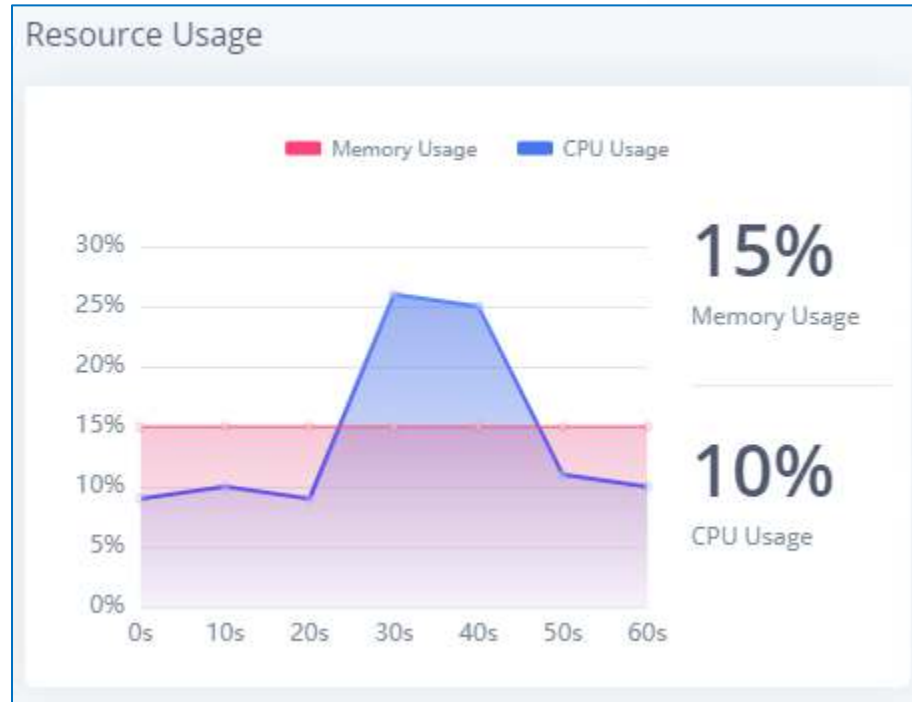 Resource Usage
Memory Usage
CPU Usage
30%
25%
20%
15%
10%
5%
0%
0s
10s
20s
30s
40s
50s
60s
15%
Memory Usage
10%
CPU Usage